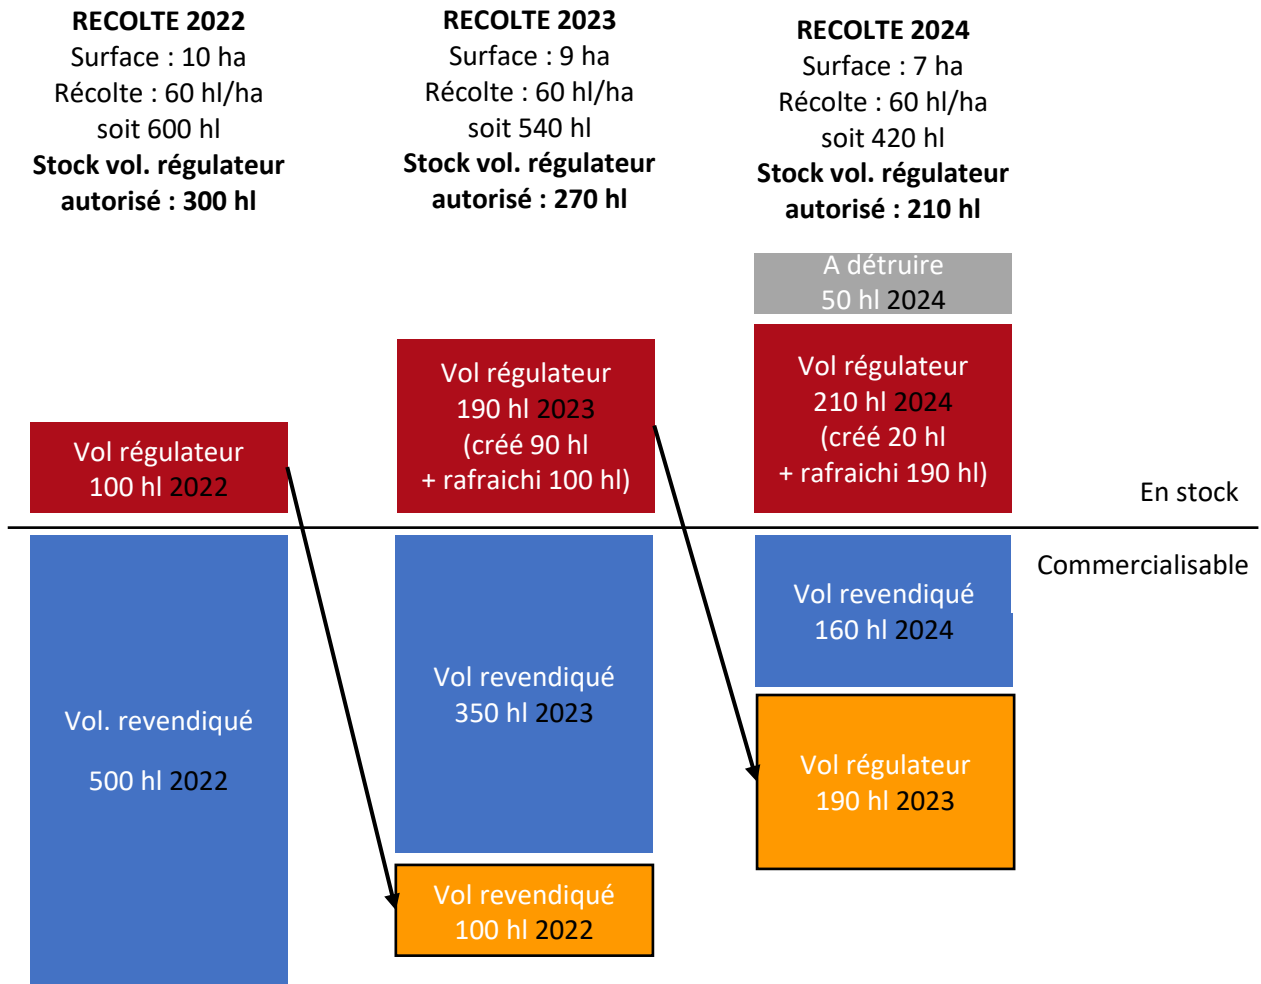 RECOLTE 2022
Surface : 10 ha
Récolte : 60 hl/ha
soit 600 hl
Stock vol. régulateur
autorisé : 300 hl
RECOLTE 2023
Surface : 9 ha
Récolte : 60 hl/ha
soit 540 hl
Stock vol. régulateur
autorisé : 270 hl
RECOLTE 2024
Surface : 7 ha
Récolte : 60 hl/ha
soit 420 hl
Stock vol. régulateur
autorisé : 210 hl
A détruire
50 hl 2024
Vol régulateur
100 hl 2022
Vol régulateur
190 hl 2023
(créé 90 hl
+ rafraichi 100 hl)
Vol régulateur
210 hl 2024
(créé 20 hl
+ rafraichi 190 hl)
En stock
Commercialisable
Vol. revendiqué
500 hl 2022
Vol revendiqué
350 hl 2023
Vol revendiqué
100 hl 2022
Vol revendiqué
160 hl 2024
Vol régulateur
190 hl 2023